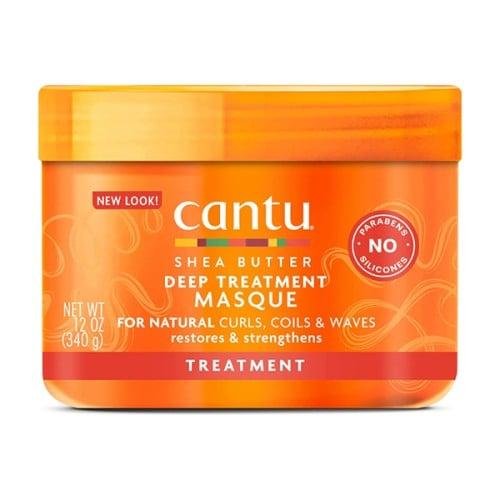 NEW LOOK!
cantu®
SHEA BUTTER
DEEP TREATMENT
MASQUE
FOR NATURAL CURLS, COILS & WAVES
restores & strengthens
NET WT
12 OZ
(340 g)
PARABENS
NO
SILICONES
TREATMENT